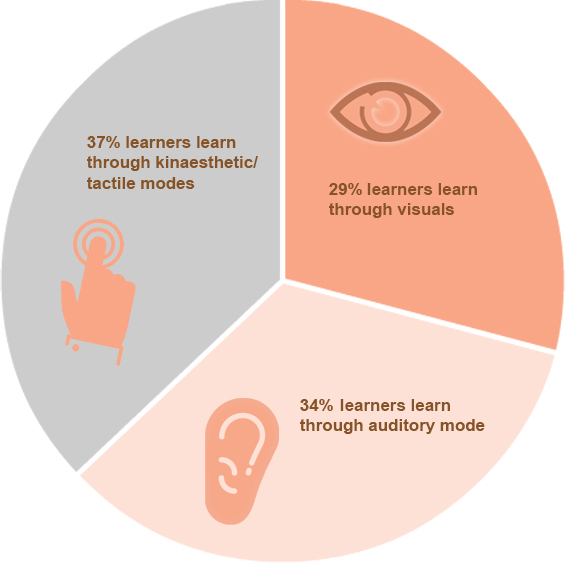 37% learners learn
through kinaesthetic/
tactile modes
29% learners learn
through visuals
34% learners learn
through auditory mode